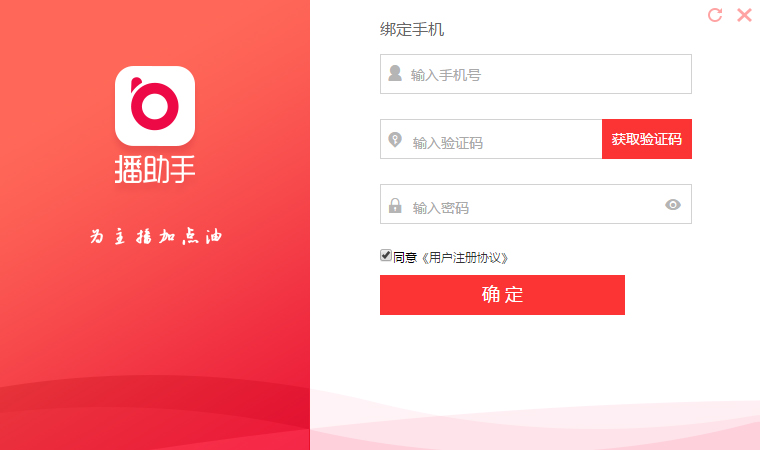 播助手
为主播加点油
绑定手机
输入手机号
输入验证码
获取验证码
输入密码
同意《用户注册协议》
确定